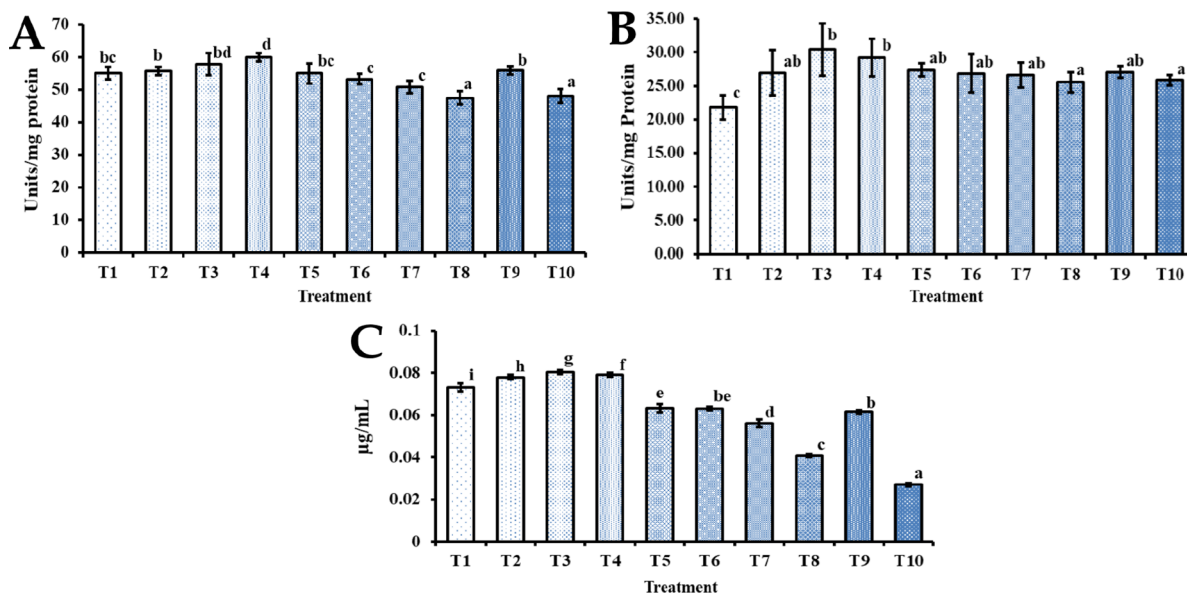 A
Units/mg protein
70
60
50
40
30
20
10
0
bc
b
bd
d
bc
c
c
a
b
a
T1 T2 T3 T4 T5 T6 T7 T8 T9 T10
Treatment
B
Units/mg Protein
35.00
30.00
25.00
20.00
15.00
10.00
5.00
0.00
c
ab
b
b
ab
ab
ab
a
ab
a
T1 T2 T3 T4 T5 T6 T7 T8 T9 T10
Treatment
C
µg/mL
0.1
0.08
0.06
0.04
0.02
0
i
h
g
f
e
be
d
c
b
a
T1 T2 T3 T4 T5 T6 T7 T8 T9 T10
Treatment